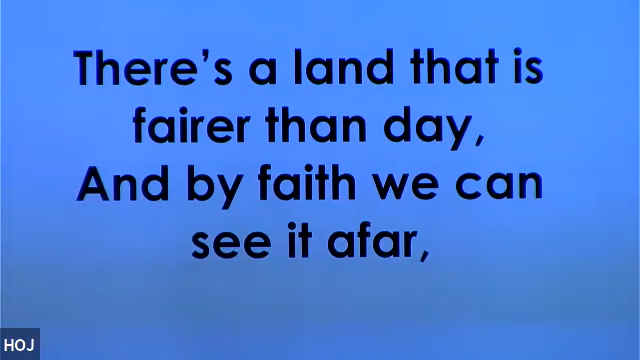 There’s a land that is
fairer than day,
And by faith we can
see it afar,
HOJ